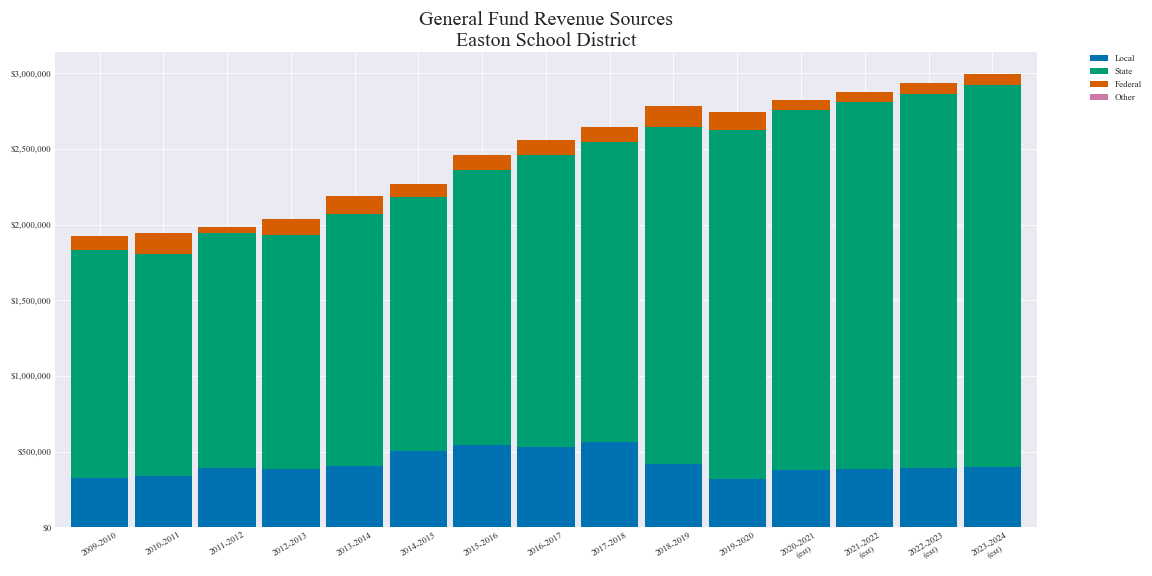 General Fund Revenue Sources
Easton School District
Local
State
Federal
Other
$3,000,000
$2,500,000
$2,000,000
$1,500,000
$1,000,000
$500,000
$0
2009-2010
2010-2011
2011-2012
2012-2013
2013-2014
2014-2015
2015-2016
2016-2017
2017-2018
2018-2019
2019-2020
2020-2021
(est)
2021-2022
(est)
2022-2023
(est)
2023-2024
(est)